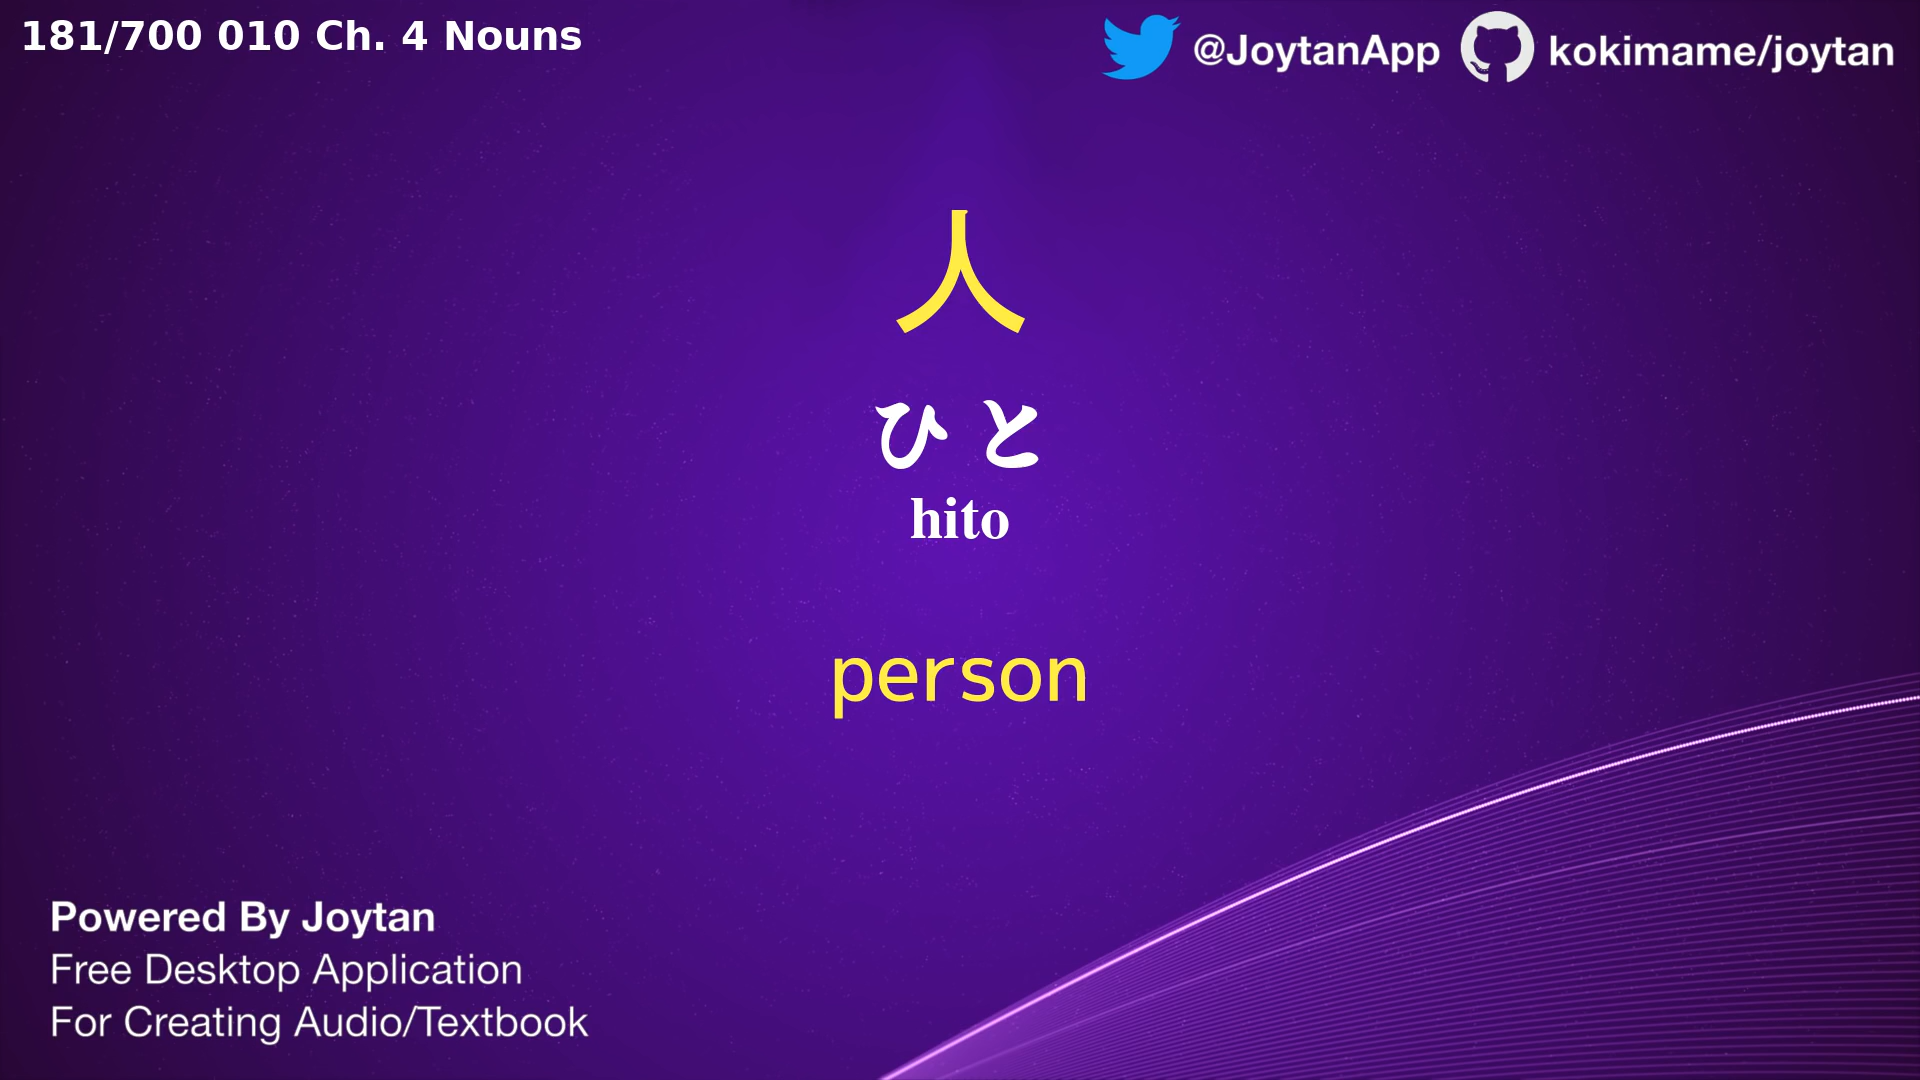 181/700 010 Ch. 4 Nouns
@JoytanApp kokimame/joytan
人
ひと
hito
person
Powered By Joytan
Free Desktop Application
For Creating Audio/Textbook